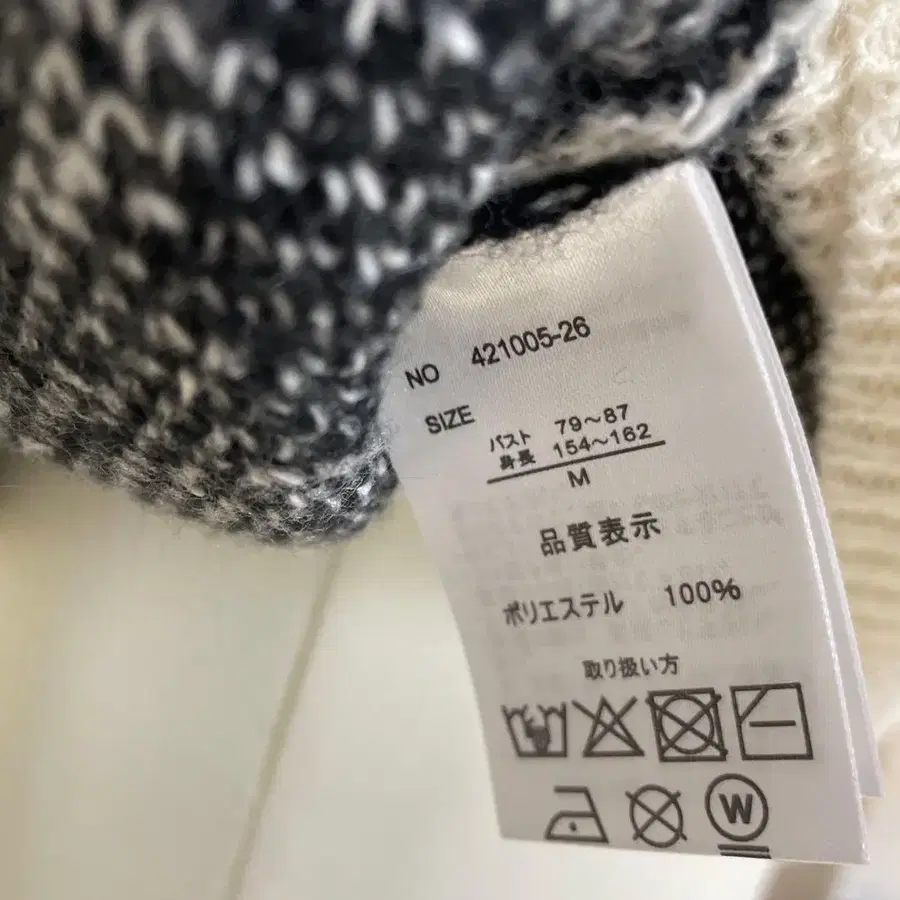 NO 421005-26
SIZE
バスト 79～87
身長 154～162
M
品質表示
ポリエステル 100%
取り扱い方
W